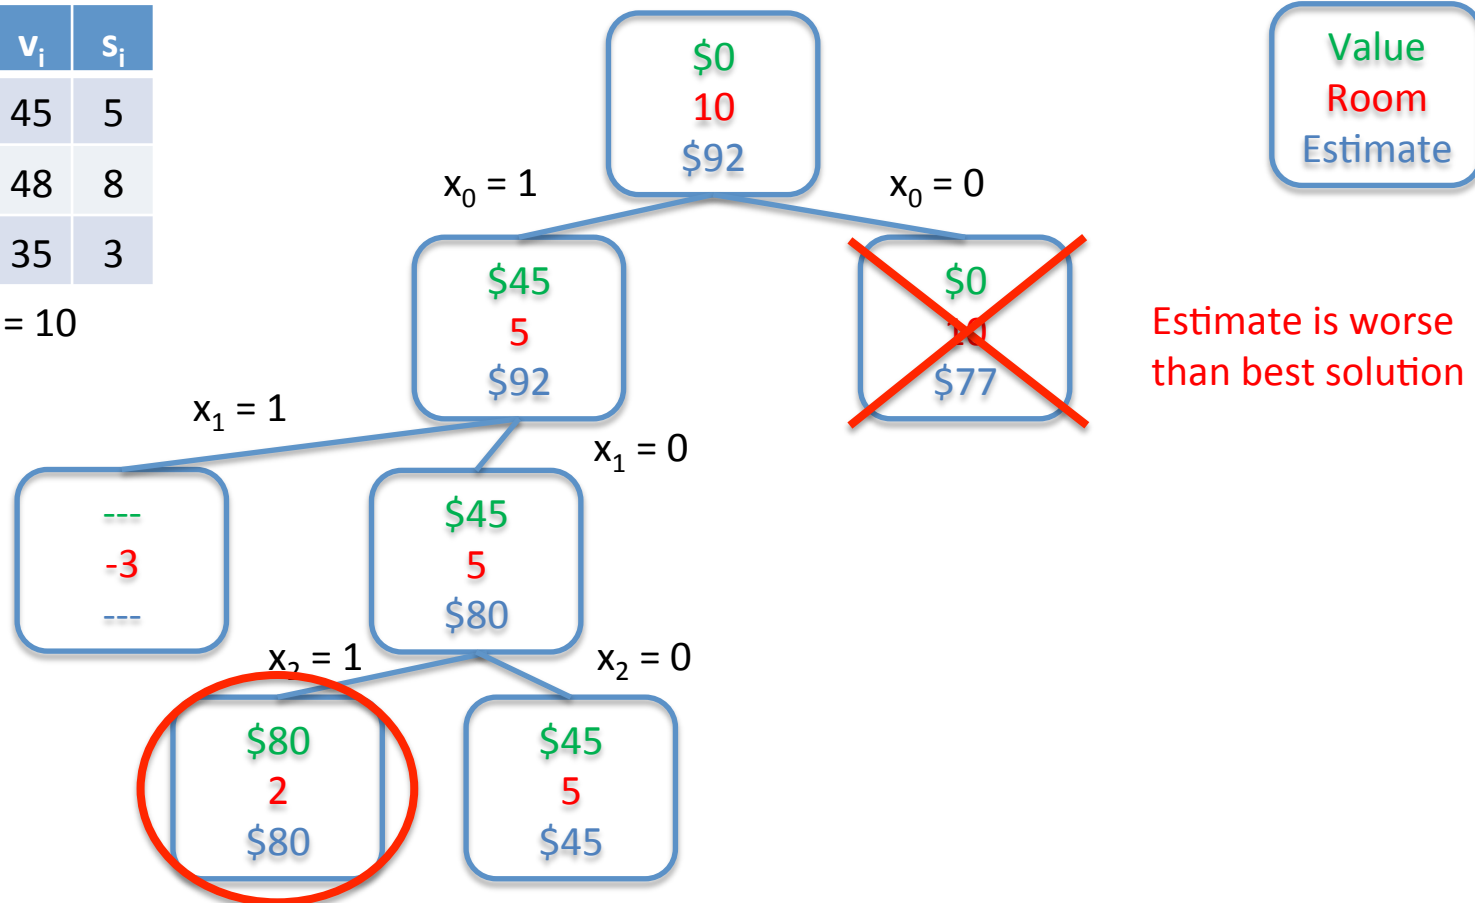 vi si
45 5
48 8
35 3
= 10
$0
10
$92
Value
Room
Estimate
x0 = 1
x0 = 0
$45
5
$92
$0
10
$77
Estimate is worse
than best solution
x1 = 1
x1 = 0
---
-3
---
$45
5
$80
x2 = 1
x2 = 0
$80
2
$80
$45
5
$45